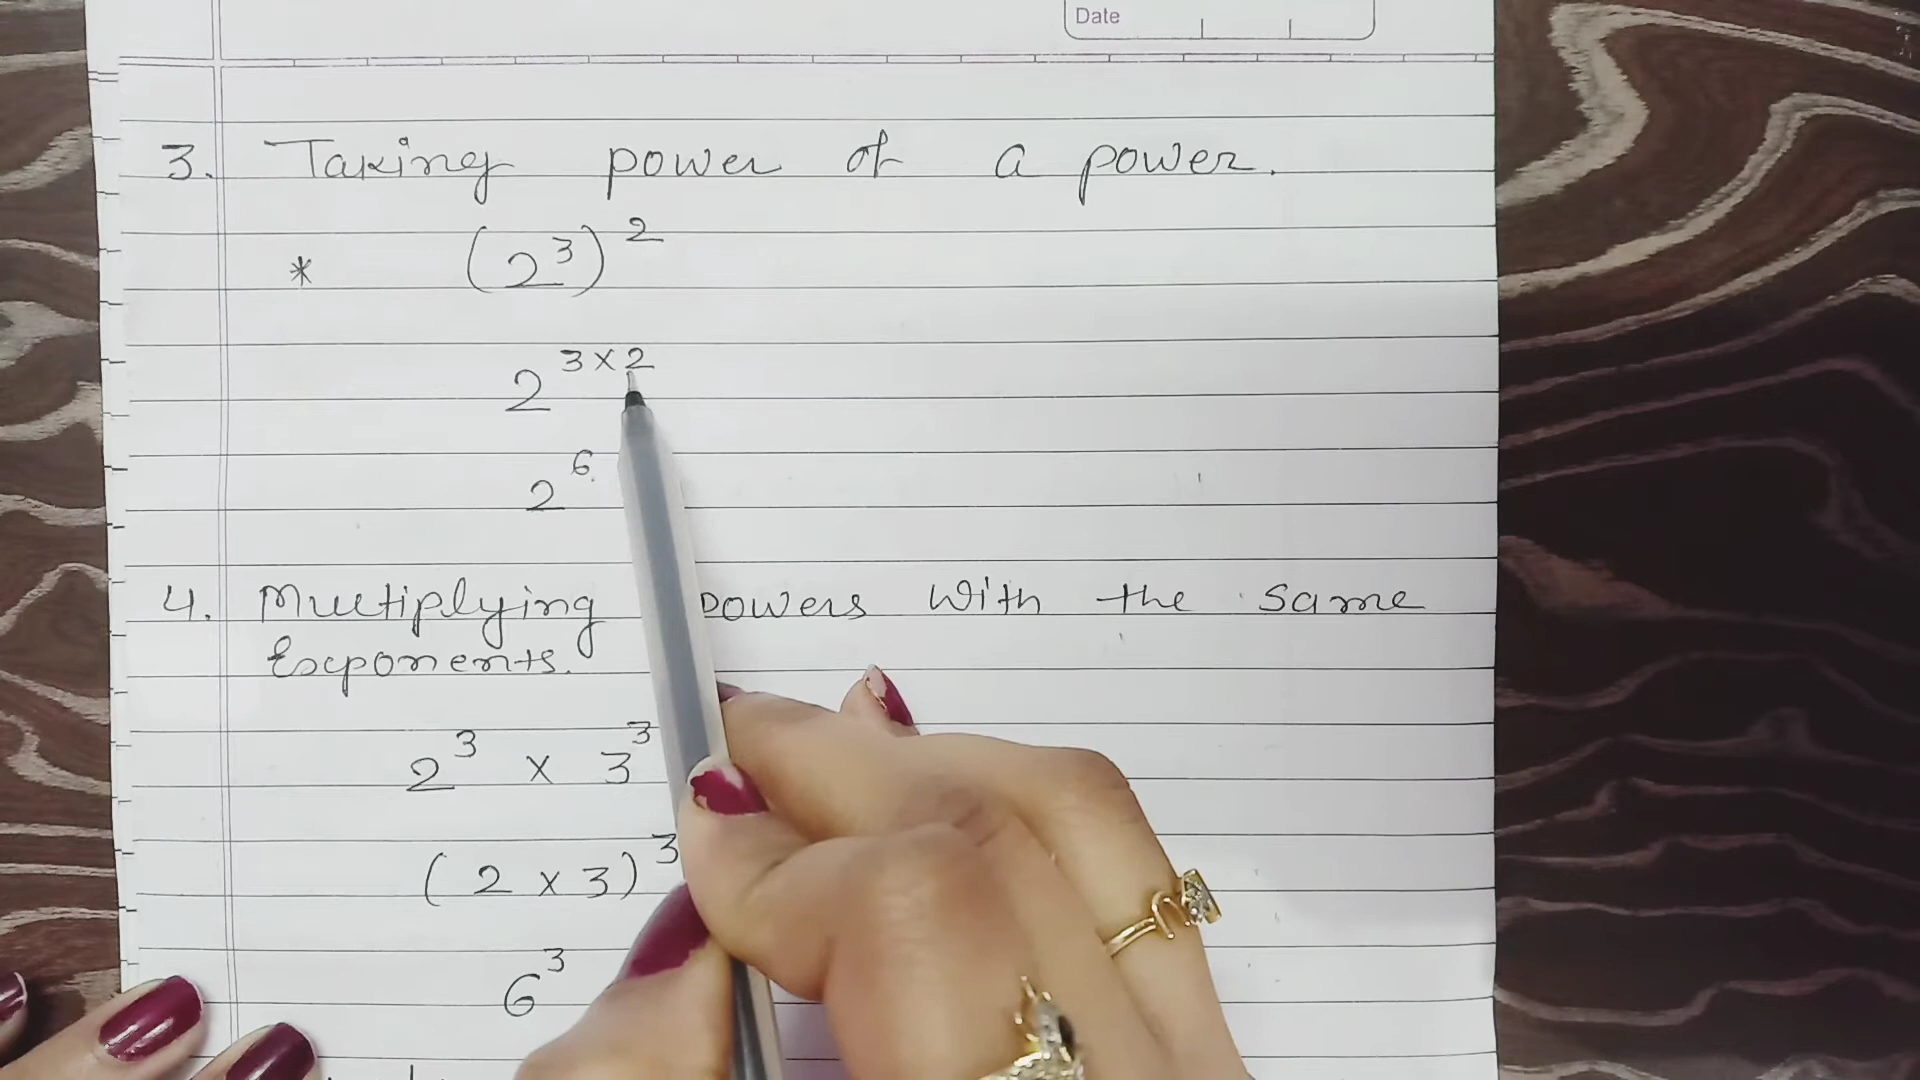 Date
3. Taking power of a power.
* (2³)²
2³ˣ²
2⁶
4. Multiplying powers with the same
Exponents.
2³ x 3³
(2 x 3)³
6³